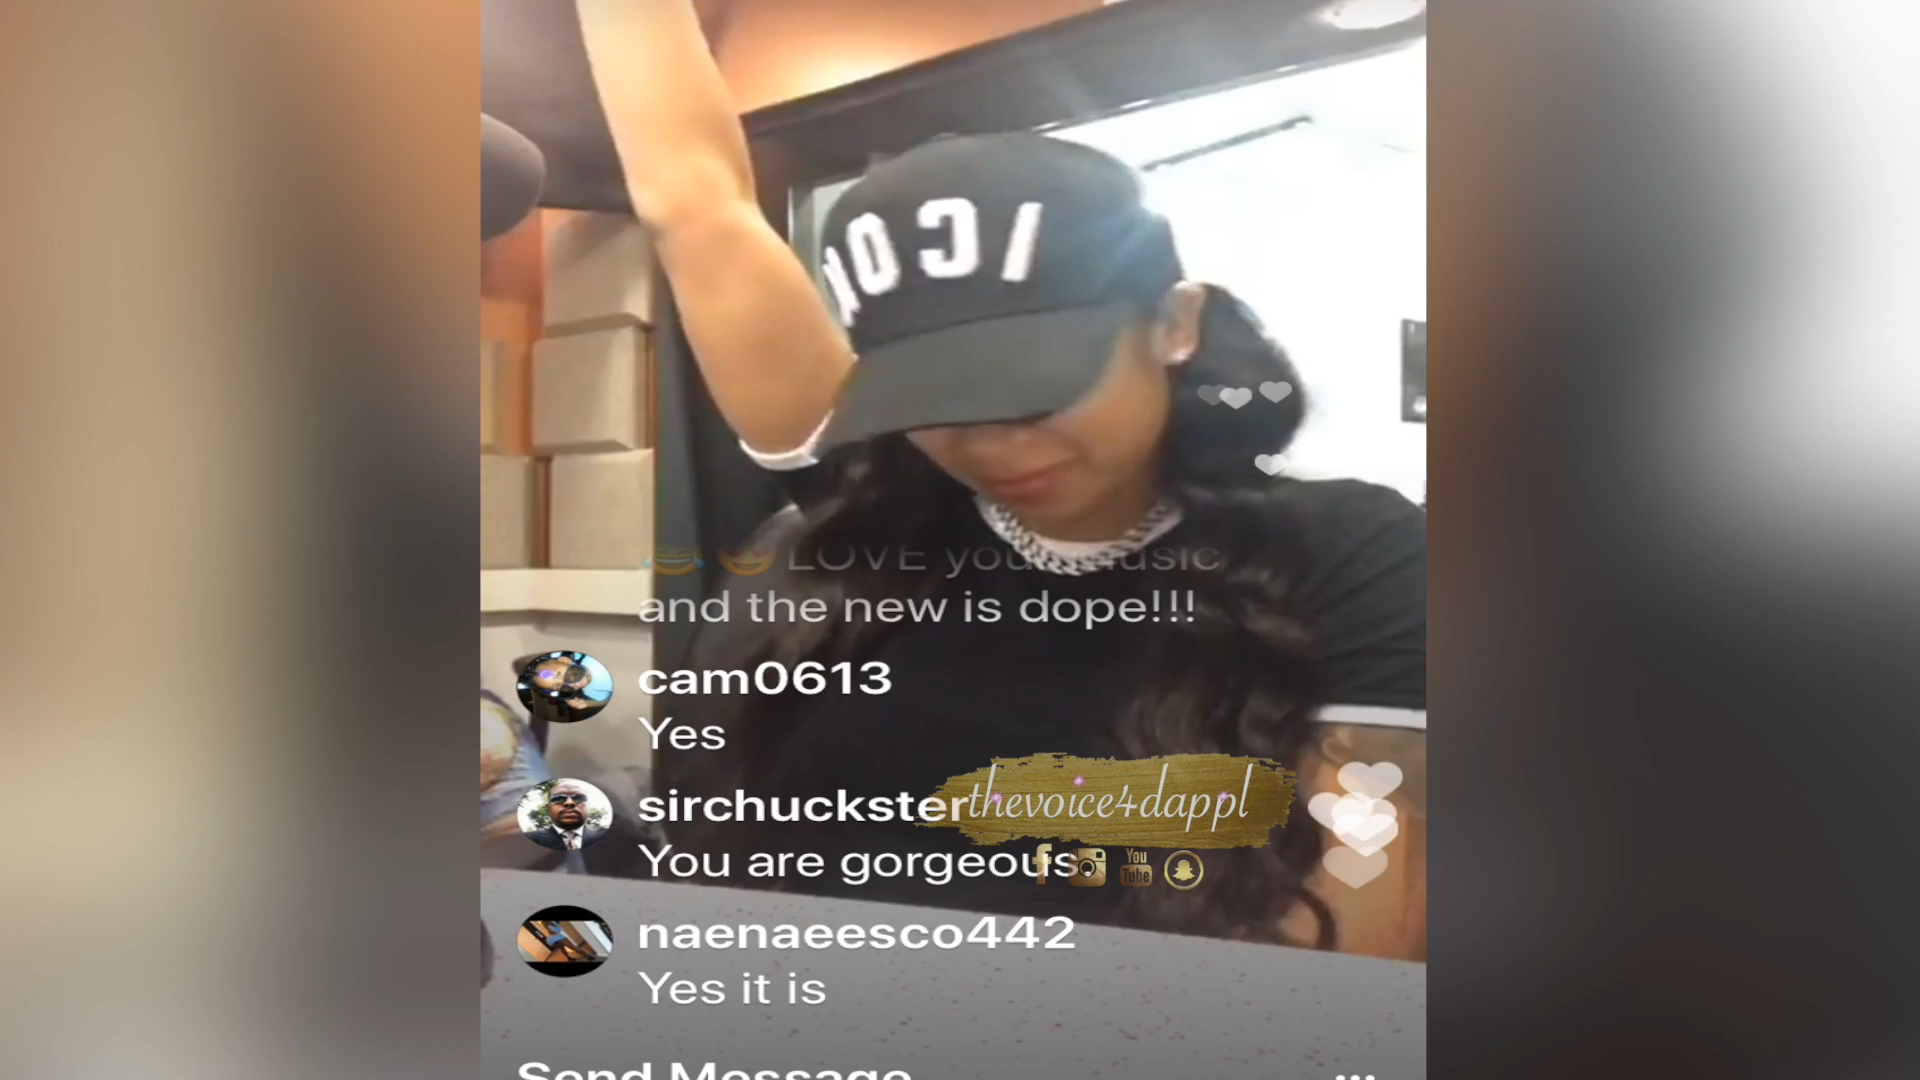 ICON
LOVE your music
and the new is dope!!!
cam0613
Yes
sirchuckster
You are gorgeous.
thevoice4dappl
You
Tube
naenaeesco442
Yes it is
Send Message